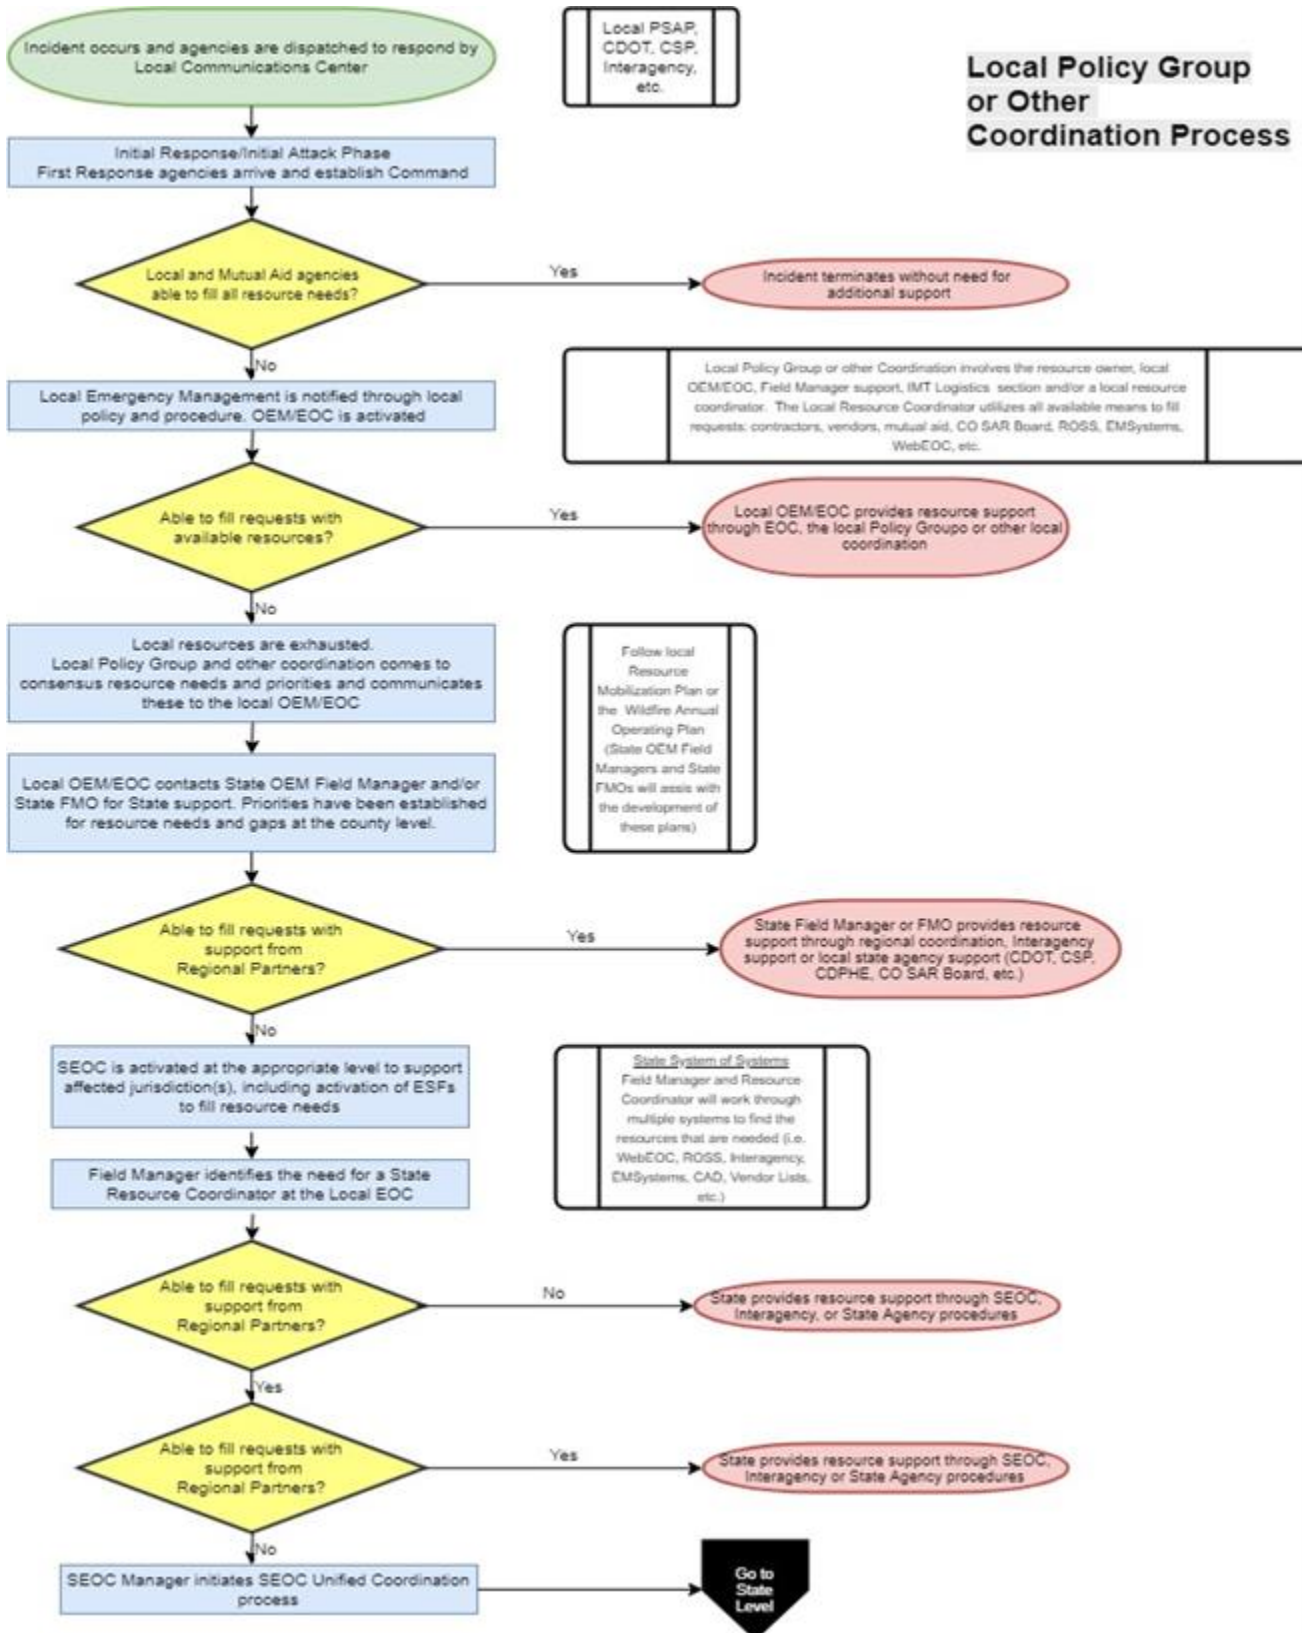 Incident occurs and agencies are dispatched to respond by
Local Communications Center
Local PSAP,
CDOT, CSP,
Interagency,
etc.
Local Policy Group
or Other
Coordination Process
Initial Response/Initial Attack Phase
First Response agencies arrive and establish Command
Local and Mutual Aid agencies
able to fill all resource needs?
Yes
Incident terminates without need for
additional support
No
Local Emergency Management is notified through local
policy and procedure. OEM/EOC is activated
Local Policy Group or other Coordination involves the resource owner, local
OEM/EOC, Field Manager support, IMT Logistics section and/or a local resource
coordinator. The Local Resource Coordinator utilizes all available means to fill
requests: contractors, vendors, mutual aid, CO SAR Board, ROSS, EMSystems,
WebEOC, etc.
Able to fill requests with
available resources?
Yes
Local OEM/EOC provides resource support
through EOC, the local Policy Groupo or other local
coordination
No
Local resources are exhausted.
Local Policy Group and other coordination comes to
consensus resource needs and priorities and communicates
these to the local OEM/EOC
Follow local
Resource
Mobilization Plan or
the Wildfire Annual
Operating Plan
(State OEM Field
Managers and State
FMOs will assis with
the development of
these plans)
Local OEM/EOC contacts State OEM Field Manager and/or
State FMO for State support. Priorities have been established
for resource needs and gaps at the county level.
Able to fill requests with
support from
Regional Partners?
Yes
State Field Manager or FMO provides resource
support through regional coordination, Interagency
support or local state agency support (CDOT, CSP,
CDPHE, CO SAR Board, etc.)
No
SEOC is activated at the appropriate level to support
affected jurisdiction(s), including activation of ESFs
to fill resource needs
State System of Systems
Field Manager and Resource
Coordinator will work through
multiple systems to find the
resources that are needed (i.e.
WebEOC, ROSS, Interagency,
EMSystems, CAD, Vendor Lists,
etc.)
Field Manager identifies the need for a State
Resource Coordinator at the Local EOC
Able to fill requests with
support from
Regional Partners?
No
State provides resource support through SEOC,
Interagency, or State Agency procedures
Yes
Able to fill requests with
support from
Regional Partners?
Yes
State provides resource support through SEOC,
Interagency or State Agency procedures
No
SEOC Manager initiates SEOC Unified Coordination
process
Go to
State
Level